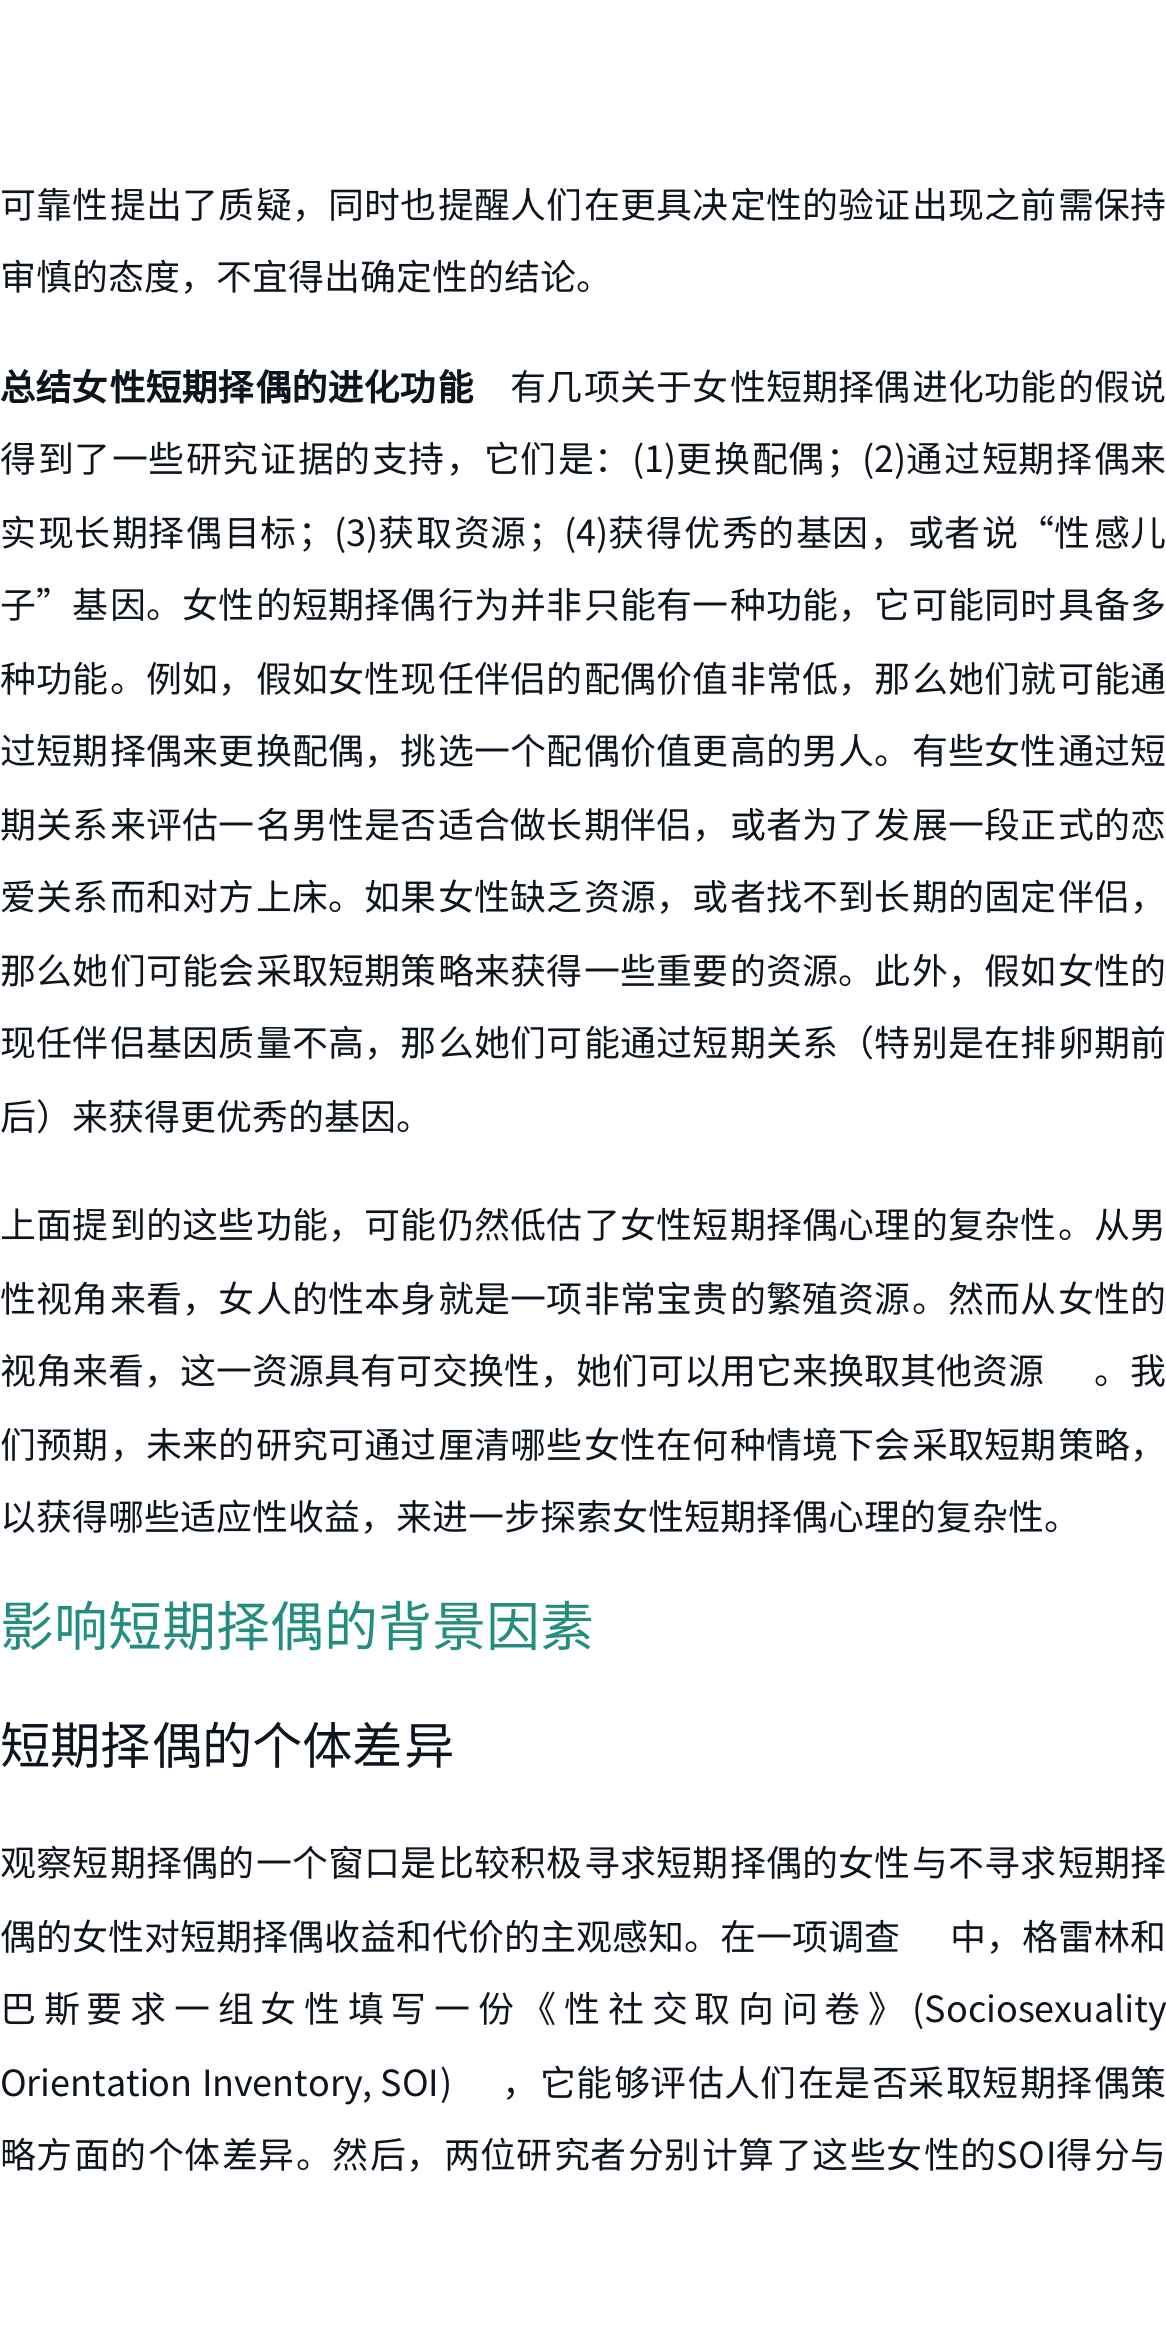 可靠性提出了质疑，同时也提醒人们在更具决定性的验证出现之前需保持
审慎的态度，不宜得出确定性的结论。
总结女性短期择偶的进化功能　有几项关于女性短期择偶进化功能的假说
得到了一些研究证据的支持，它们是：(1)更换配偶；(2)通过短期择偶来
实现长期择偶目标；(3)获取资源；(4)获得优秀的基因，或者说“性感儿
子”基因。女性的短期择偶行为并非只能有一种功能，它可能同时具备多
种功能。例如，假如女性现任伴侣的配偶价值非常低，那么她们就可能通
过短期择偶来更换配偶，挑选一个配偶价值更高的男人。有些女性通过短
期关系来评估一名男性是否适合做长期伴侣，或者为了发展一段正式的恋
爱关系而和对方上床。如果女性缺乏资源，或者找不到长期的固定伴侣，
那么她们可能会采取短期策略来获得一些重要的资源。此外，假如女性的
现任伴侣基因质量不高，那么她们可能通过短期关系（特别是在排卵期前
后）来获得更优秀的基因。
上面提到的这些功能，可能仍然低估了女性短期择偶心理的复杂性。从男
性视角来看，女人的性本身就是一项非常宝贵的繁殖资源。然而从女性的
视角来看，这一资源具有可交换性，她们可以用它来换取其他资源　。我
们预期，未来的研究可通过厘清哪些女性在何种情境下会采取短期策略，
以获得哪些适应性收益，来进一步探索女性短期择偶心理的复杂性。
影响短期择偶的背景因素
短期择偶的个体差异
观察短期择偶的一个窗口是比较积极寻求短期择偶的女性与不寻求短期择
偶的女性对短期择偶收益和代价的主观感知。在一项调查　中，格雷林和
巴斯要求一组女性填写一份《性社交取向问卷》(Sociosexuality
Orientation Inventory, SOI)　，它能够评估人们在是否采取短期择偶策
略方面的个体差异。然后，两位研究者分别计算了这些女性的SOI得分与